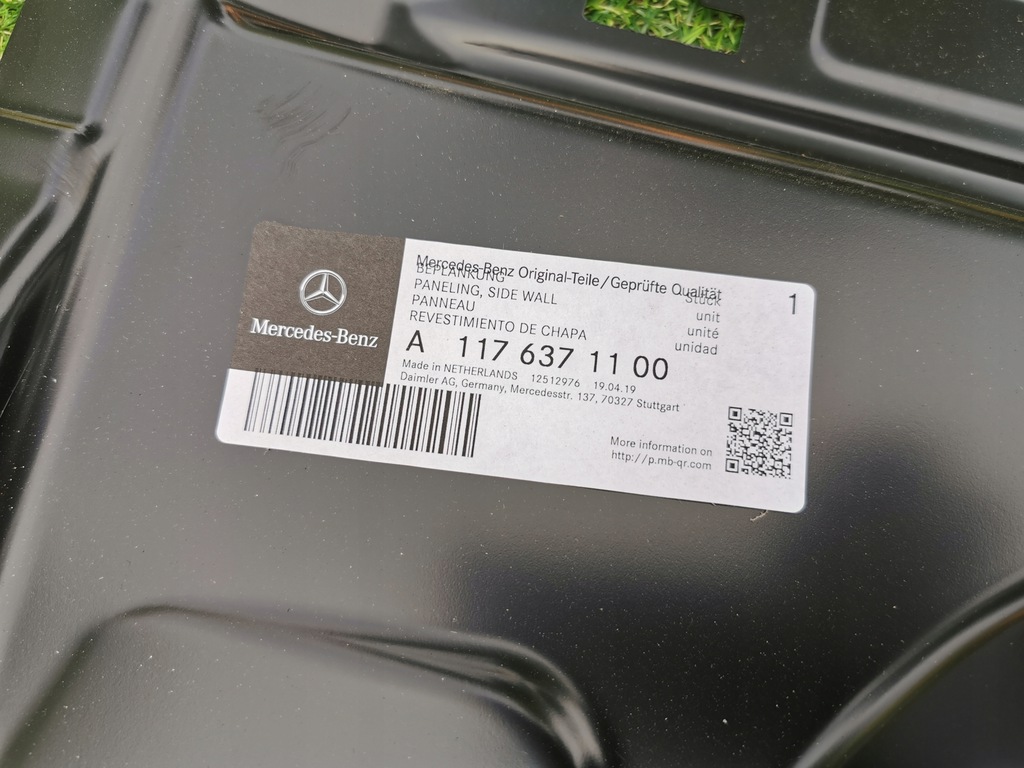 Mercedes-Benz
Mercedes-Benz Original-Teile/Geprüfte Qualität
BEPLANKUNG
PANELING, SIDE WALL
PANNEAU
REVESTIMIENTO DE CHAPA
1
Stück
unit
unité
unidad
A 117 637 11 00
Made in NETHERLANDS 12512976 19.04.19
Daimler AG, Germany, Mercedesstr. 137, 70327 Stuttgart
More information on
http://p.mb-qr.com